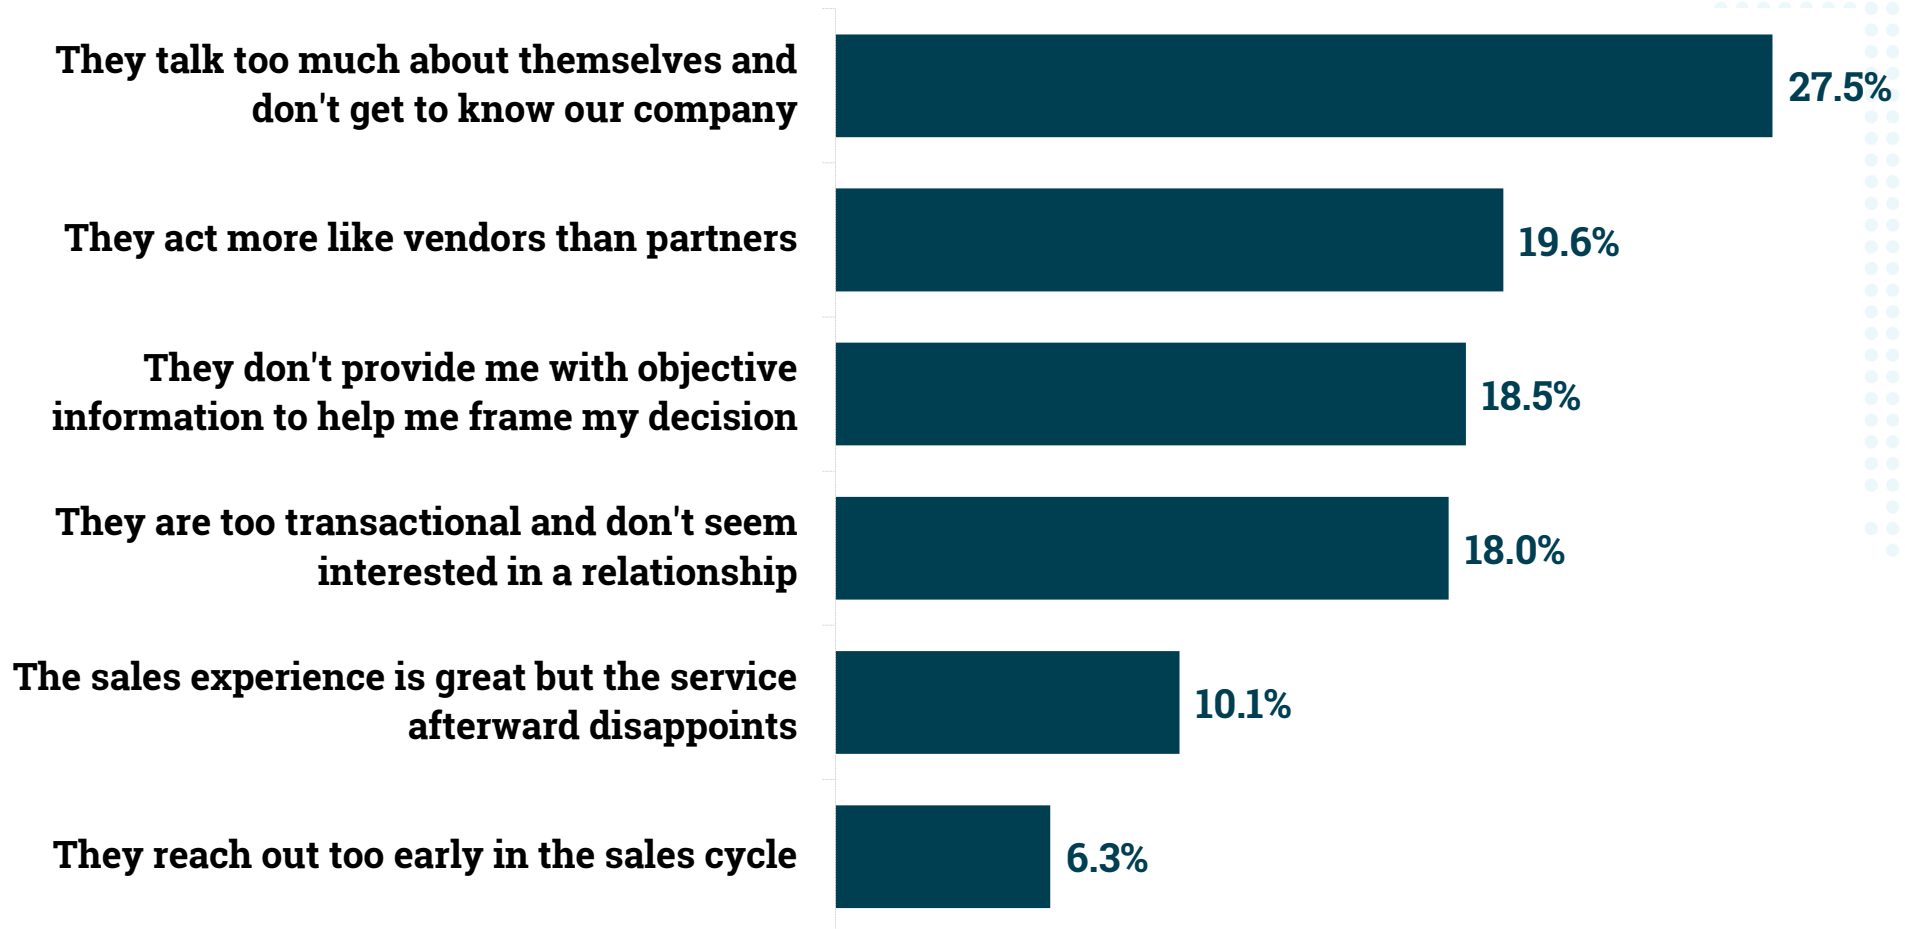 They talk too much about themselves and
don't get to know our company
27.5%
They act more like vendors than partners
19.6%
They don't provide me with objective
information to help me frame my decision
18.5%
They are too transactional and don't seem
interested in a relationship
18.0%
The sales experience is great but the service
afterward disappoints
10.1%
They reach out too early in the sales cycle
6.3%